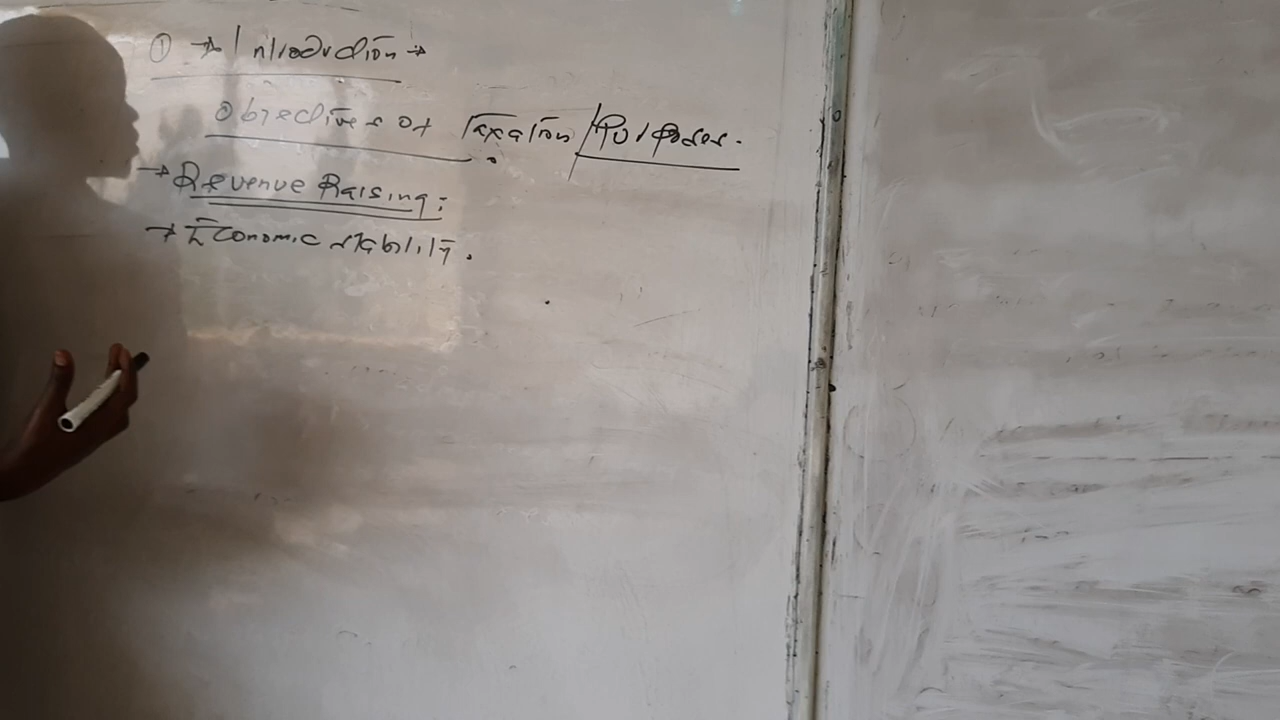 ① → Introduction →
Objectives of Taxation / Purposes.
→ Revenue Raising:
→ Economic stability.